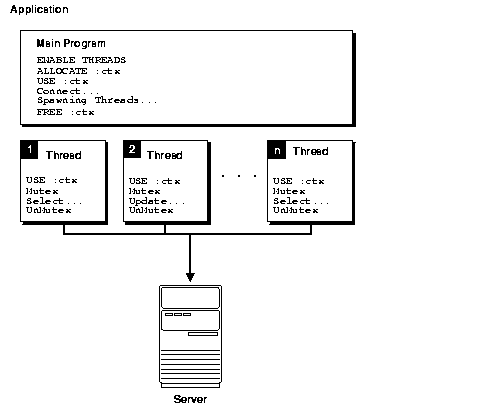 Application
Main Program
ENABLE THREADS
ALLOCATE :ctx
USE :ctx
Connect...
Spawning Threads...
FREE :ctx
1 Thread
USE :ctx
Mutex
Select...
UnMutex
2 Thread
USE :ctx
Mutex
Update...
UnMutex
. . .
n Thread
USE :ctx
Mutex
Select...
UnMutex
Server